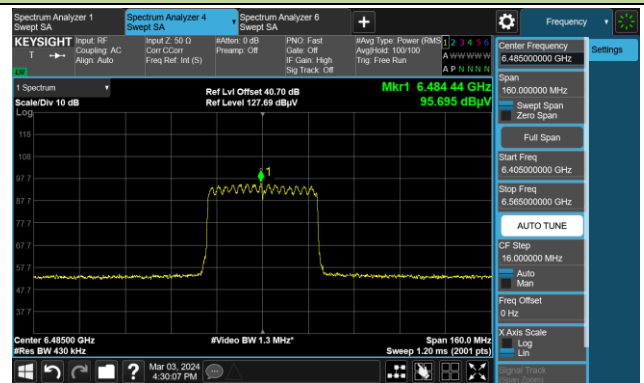 Spectrum Analyzer 1
Swept SA
Spectrum Analyzer 4
Swept SA
Spectrum Analyzer 6
Swept SA
Frequency
KEYSIGHT
Input: RF
Coupling: AC
Align: Auto
Input Z: 50 Ω
Corr CCorr
Freq Ref: Int (S)
#Atten: 0 dB
Preamp: Off
PNO: Fast
Gate: Off
IF Gain: High
Sig Track: Off
#Avg Type: Power (RMS)
Avg|Hold: 100/100
Trig: Free Run
1 2 3 4 5 6
A W W W W W
A P N N N N
1 Spectrum
Scale/Div 10 dB
Log
Ref Lvl Offset 40.70 dB
Ref Level 127.69 dBµV
Mkr1 6.484 44 GHz
95.695 dBµV
118
108
97.7
87.7
77.7
67.7
57.7
47.7
37.7
1
Center 6.48500 GHz
#Res BW 430 kHz
#Video BW 1.3 MHz*
Span 160.0 MHz
Sweep 1.20 ms (2001 pts)
Mar 03, 2024
4:30:07 PM
Center Frequency
6.485000000 GHz
Settings
Span
160.000000 MHz
Swept Span
Zero Span
Full Span
Start Freq
6.405000000 GHz
Stop Freq
6.565000000 GHz
AUTO TUNE
CF Step
16.000000 MHz
Auto
Man
Freq Offset
0 Hz
X Axis Scale
Log
Lin
Signal Track
(Span Zoom)